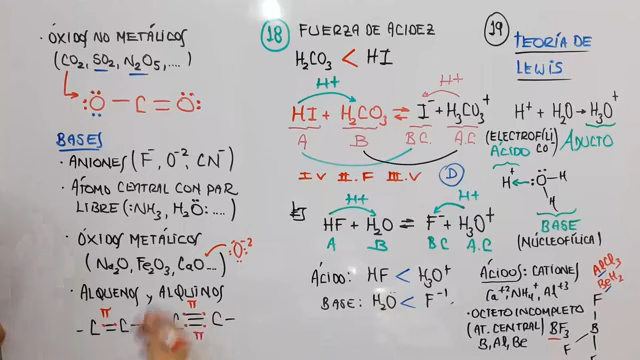 · ÓXIDOS NO METÁLICOS
(CO₂, SO₂, N₂O₅, ....)
O — C = O
BASES
· ANIONES (F⁻, O⁻², CN⁻)
· ÁTOMO CENTRAL CON PAR
LIBRE (:NH₃, H₂Ö: ....)
· ÓXIDOS METÁLICOS
:Ö:⁻²
(Na₂O, Fe₂O₃, CaO...)
· ALQUENOS y ALQUINOS
π
- C = C -
≡ C -
π
18 FUERZA DE ACIDEZ
H₂CO₃ < HI
H+ H+
HI + H₂CO₃ ⇌ I⁻ + H₃CO₃⁺
A B B.C. A.C
I. V II. F III. V D
H+ H+
HF + H₂O ⇌ F⁻ + H₃O⁺
A B BC A.C
ÁCIDO: HF < H₃O⁺
BASE: H₂O < F⁻¹
19 TEORÍA DE
LEWIS
H⁺ + H₂O → H₃O⁺
(ELECTROFÍLICO) ADUCTO
ÁCIDO
H⁺ :Ö - H
H
BASE
(NÚCLEOFÍLICA)
ÁCIDOS: CATIONES
Ca⁺², NH₄⁺, Al⁺³
AlCl₃
BeH₂
· OCTETO INCOMPLETO
(AT. CENTRAL) BF₃
B, Al, Be
F
B
F F